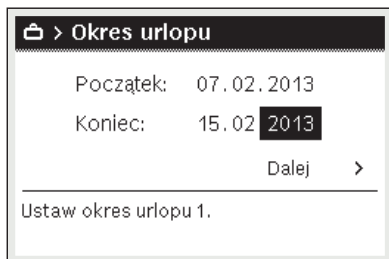 > Okres urlopu
Początek: 07.02.2013
Koniec: 15.02 2013
Dalej >
Ustaw okres urlopu 1.